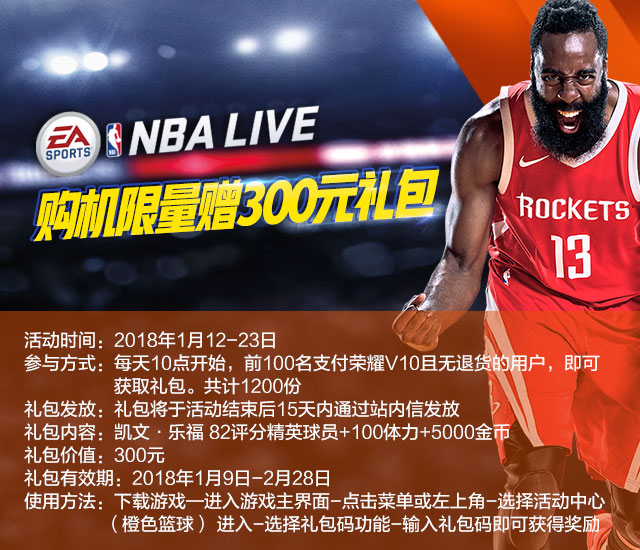 EA SPORTS NBA LIVE
购机限量赠300元礼包
ROCKETS
13
活动时间：2018年1月12-23日
参与方式：每天10点开始，前100名支付荣耀V10且无退货的用户，即可
获取礼包。共计1200份
礼包发放：礼包将于活动结束后15天内通过站内信发放
礼包内容：凯文·乐福 82评分精英球员+100体力+5000金币
礼包价值：300元
礼包有效期：2018年1月9日-2月28日
使用方法：下载游戏—进入游戏主界面-点击菜单或左上角-选择活动中心
（橙色篮球）进入-选择礼包码功能-输入礼包码即可获得奖励